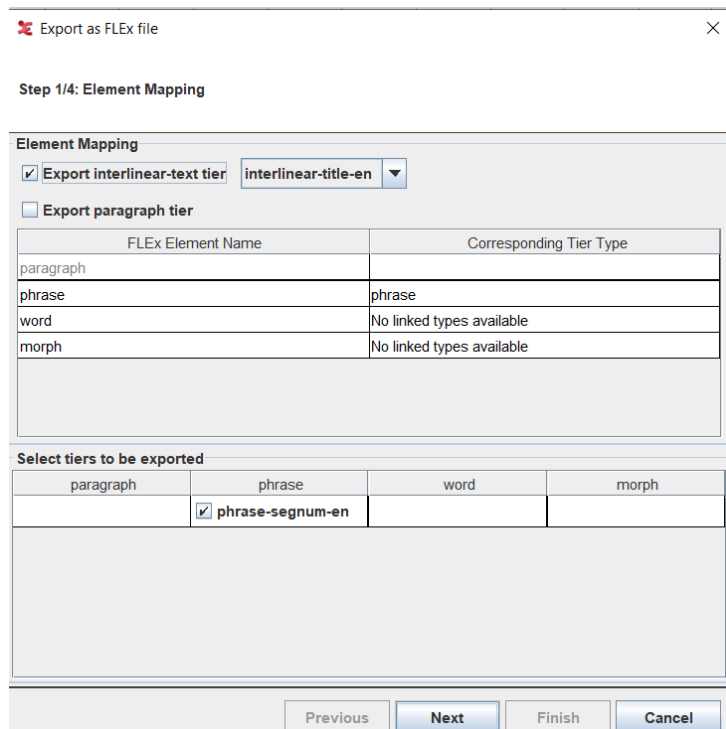 Export as FLEx file
Step 1/4: Element Mapping
Element Mapping
Export interlinear-text tier interlinear-title-en
Export paragraph tier
FLEx Element Name Corresponding Tier Type
paragraph
phrase phrase
word No linked types available
morph No linked types available
Select tiers to be exported
paragraph phrase word morph
phrase-segnum-en
Previous Next Finish Cancel